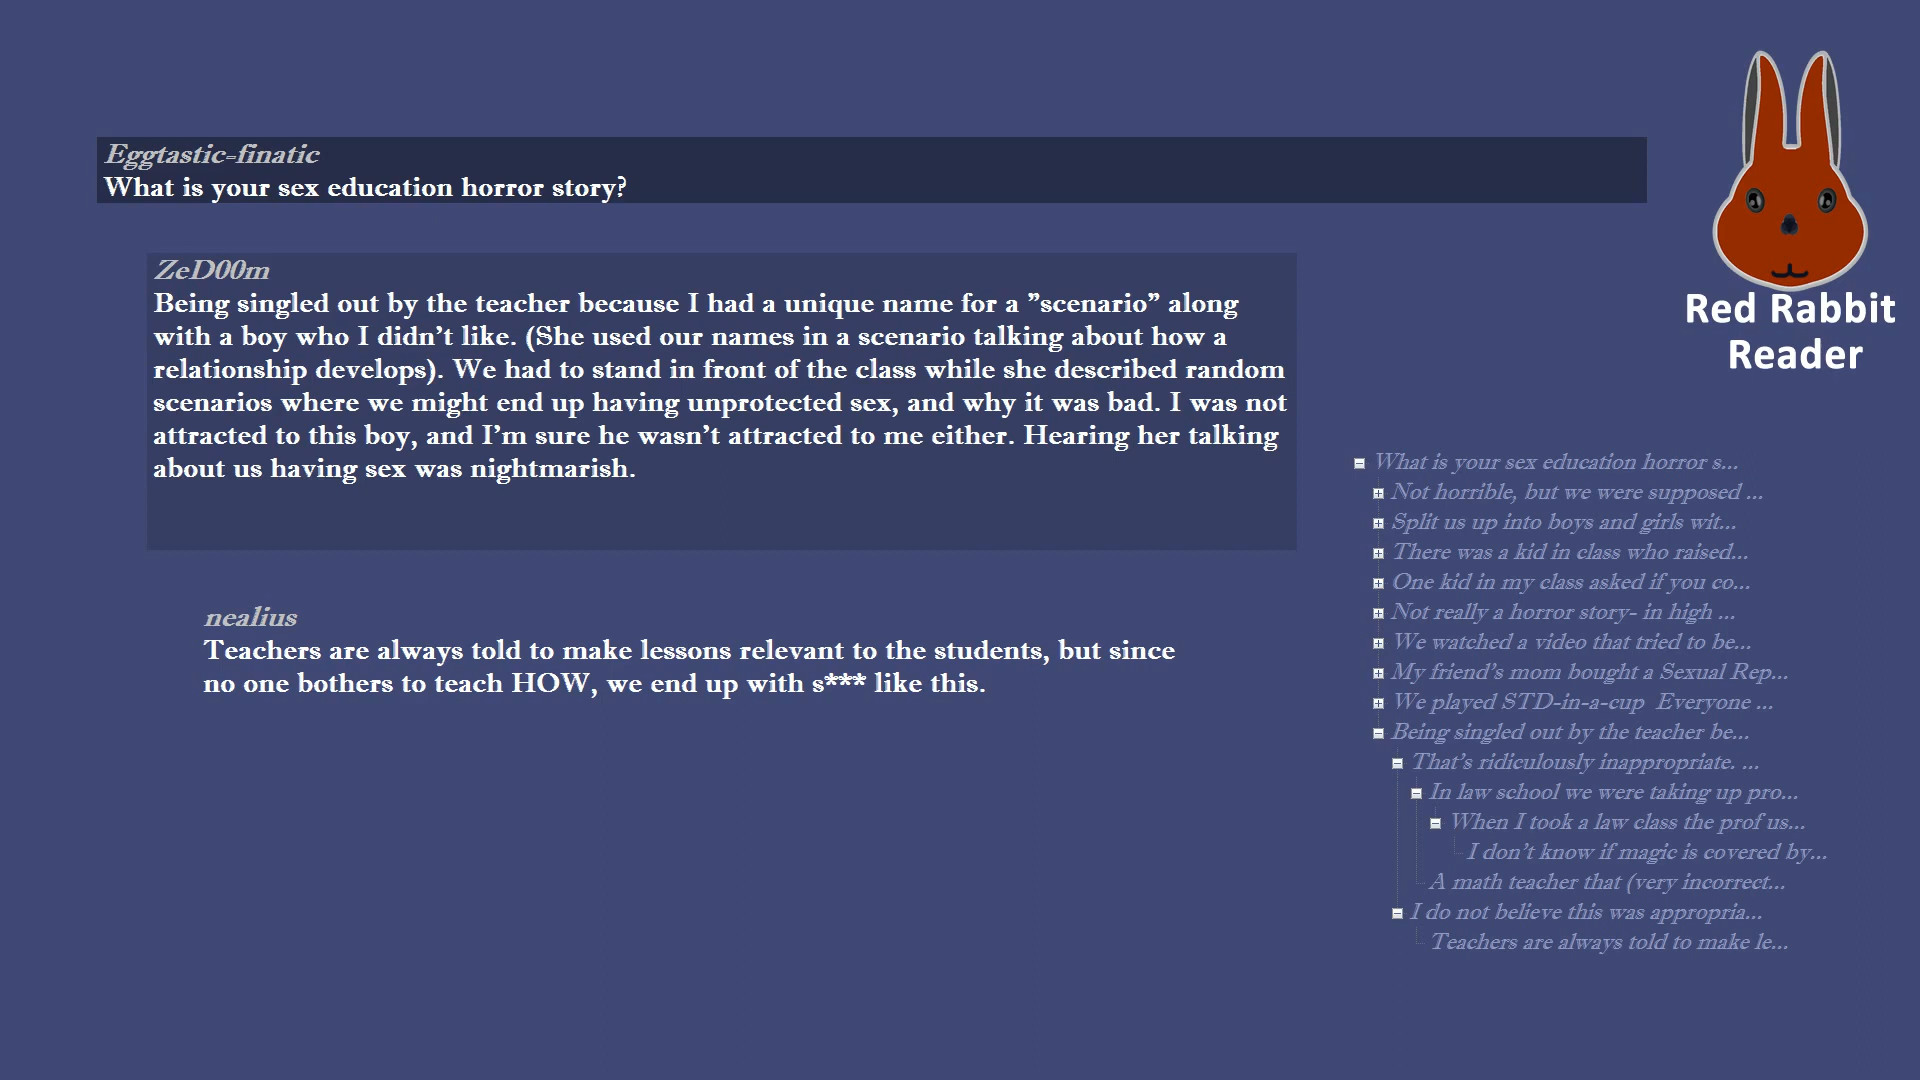 Eggtastic-finatic
What is your sex education horror story?
ZeD00m
Being singled out by the teacher because I had a unique name for a "scenario" along
with a boy who I didn't like. (She used our names in a scenario talking about how a
relationship develops). We had to stand in front of the class while she described random
scenarios where we might end up having unprotected sex, and why it was bad. I was not
attracted to this boy, and I'm sure he wasn't attracted to me either. Hearing her talking
about us having sex was nightmarish.
nealius
Teachers are always told to make lessons relevant to the students, but since
no one bothers to teach HOW, we end up with s*** like this.
Red Rabbit
Reader
What is your sex education horror s...
Not horrible, but we were supposed ...
Split us up into boys and girls wit...
There was a kid in class who raised...
One kid in my class asked if you co...
Not really a horror story- in high ...
We watched a video that tried to be...
My friend's mom bought a Sexual Rep...
We played STD-in-a-cup  Everyone ...
Being singled out by the teacher be...
That's ridiculously inappropriate. ...
In law school we were taking up pro...
When I took a law class the prof us...
I don't know if magic is covered by...
A math teacher that (very incorrect...
I do not believe this was appropria...
Teachers are always told to make le...